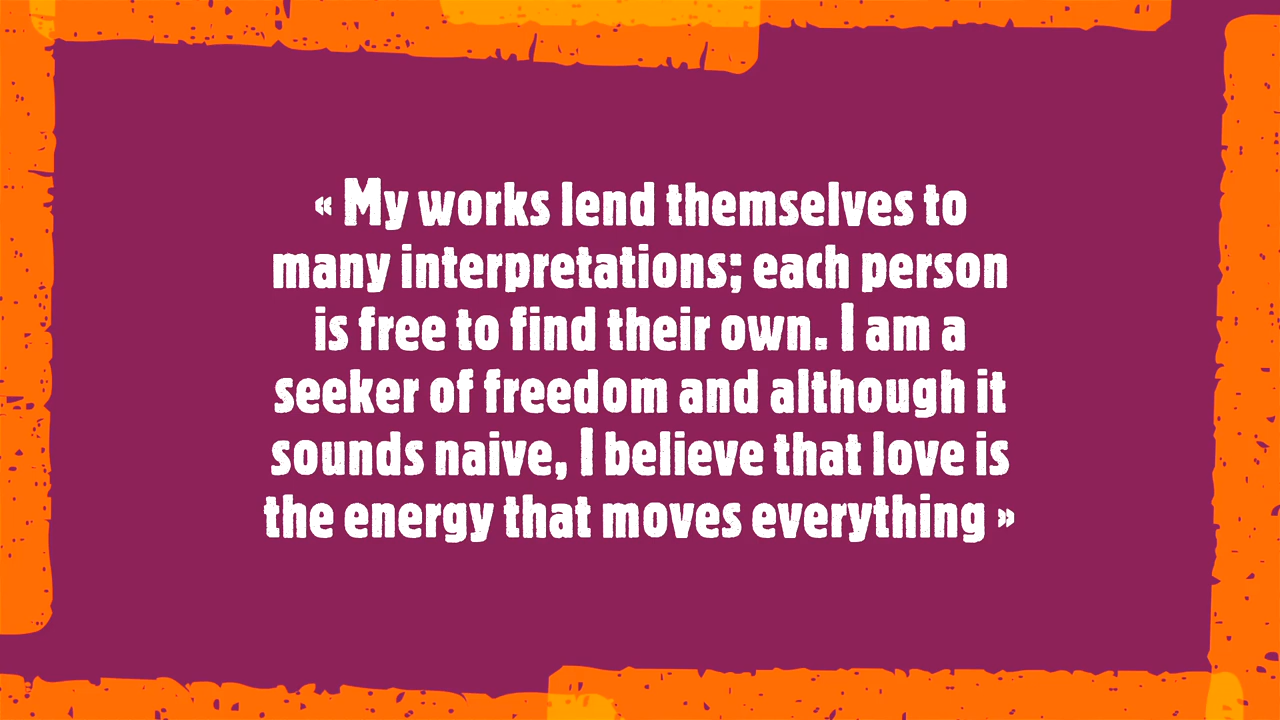 « My works lend themselves to
many interpretations; each person
is free to find their own. I am a
seeker of freedom and although it
sounds naive, I believe that love is
the energy that moves everything »